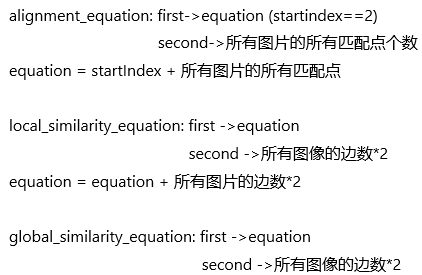 alignment_equation: first->equation (startindex==2)
second->所有图片的所有匹配点个数
equation = startIndex + 所有图片的所有匹配点
local_similarity_equation: first ->equation
second ->所有图像的边数*2
equation = equation + 所有图片的边数*2
global_similarity_equation: first ->equation
second ->所有图像的边数*2